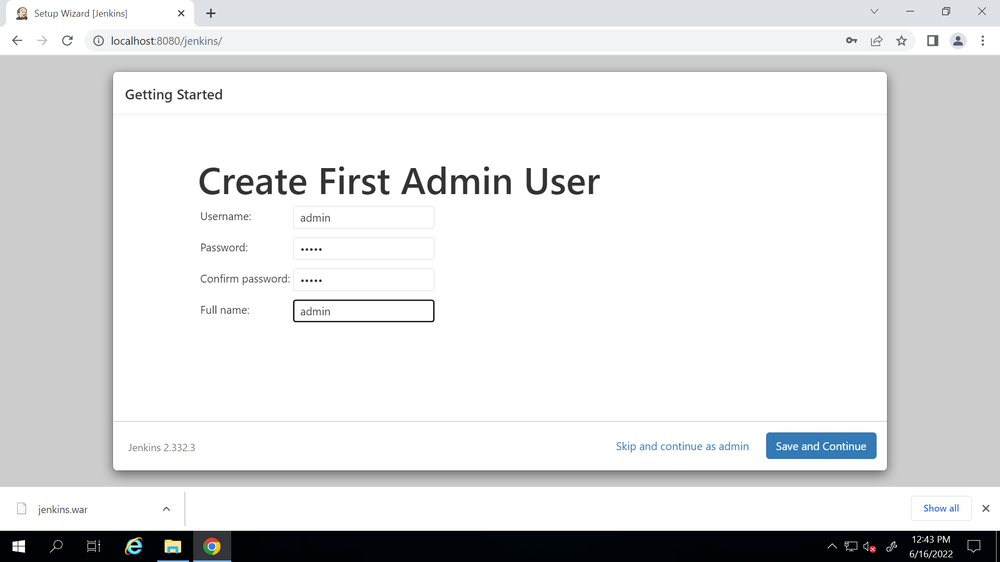 Setup Wizard [Jenkins]
localhost:8080/jenkins/
Getting Started
Create First Admin User
Username: admin
Password: •••••
Confirm password: •••••
Full name: admin
Jenkins 2.332.3 Skip and continue as admin Save and Continue
jenkins.war Show all
12:43 PM
6/16/2022